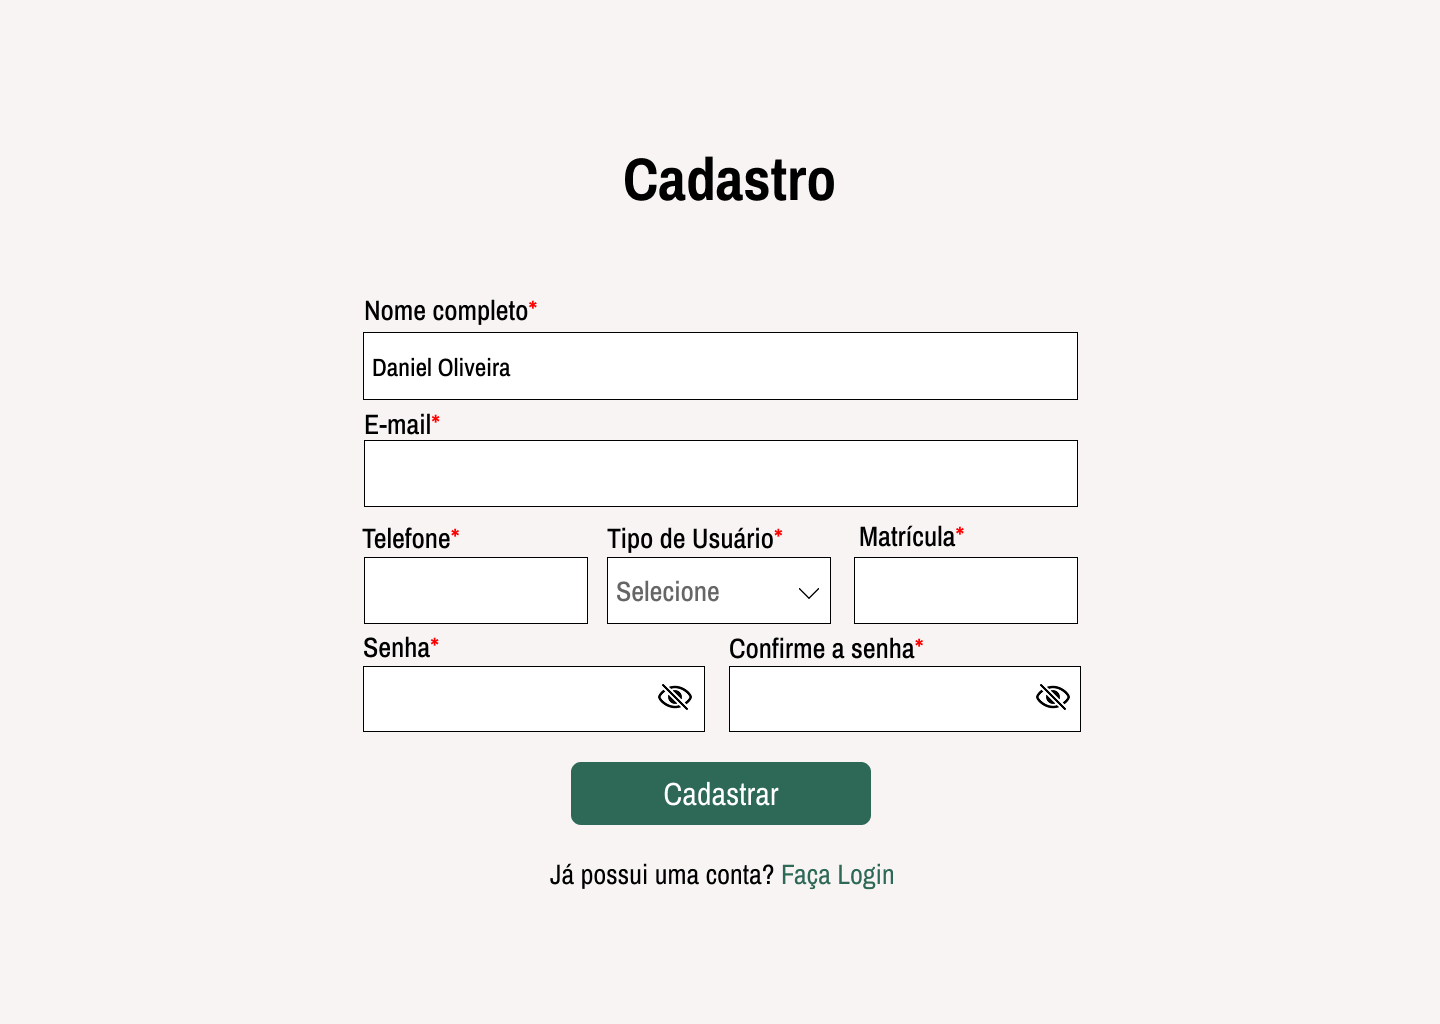 Cadastro
Nome completo*
Daniel Oliveira
E-mail*
Telefone* Tipo de Usuário* Matrícula*
Selecione
Senha* Confirme a senha*
Cadastrar
Já possui uma conta? Faça Login